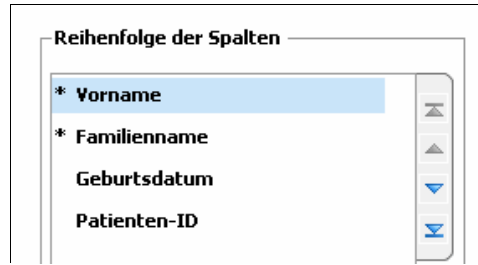 Reihenfolge der Spalten
* Vorname
* Familienname
Geburtsdatum
Patienten-ID